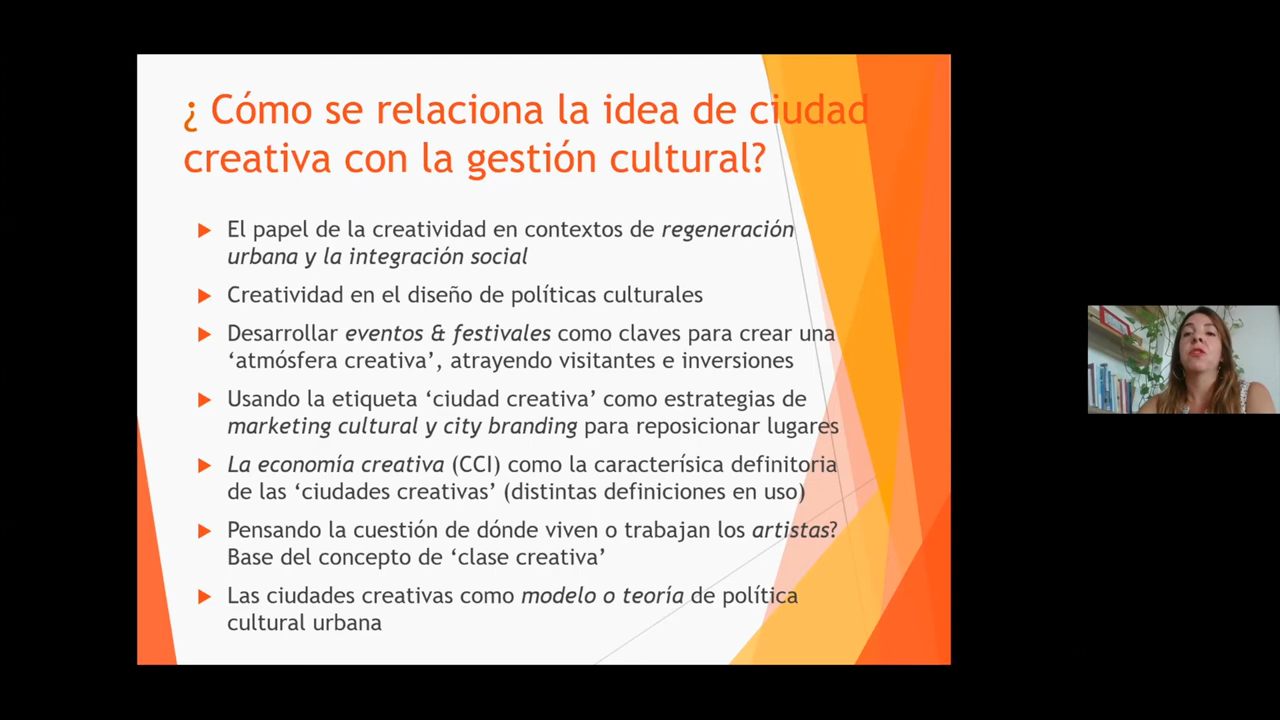 ¿ Cómo se relaciona la idea de ciudad
creativa con la gestión cultural?
El papel de la creatividad en contextos de regeneración
urbana y la integración social
Creatividad en el diseño de políticas culturales
Desarrollar eventos & festivales como claves para crear una
‘atmósfera creativa’, atrayendo visitantes e inversiones
Usando la etiqueta ‘ciudad creativa’ como estrategias de
marketing cultural y city branding para reposicionar lugares
La economía creativa (CCI) como la caracterísica definitoria
de las ‘ciudades creativas’ (distintas definiciones en uso)
Pensando la cuestión de dónde viven o trabajan los artistas?
Base del concepto de ‘clase creativa’
Las ciudades creativas como modelo o teoría de política
cultural urbana